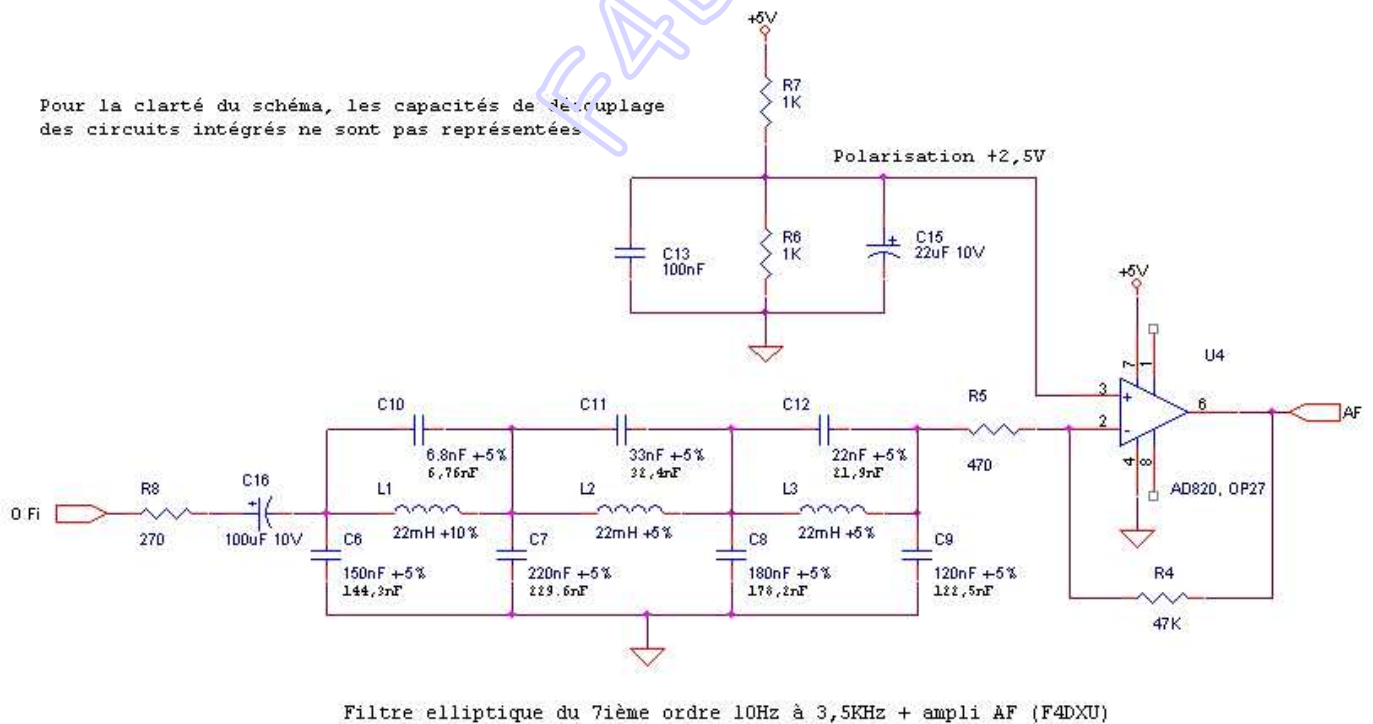 F4D
+5V
Pour la clarté du schéma, les capacités de découplage
des circuits intégrés ne sont pas représentées
R7
1K
Polarisation +2,5V
C13
100nF
R6
1K
C15
22uF 10V
+
+5V
U4
7
1
3
+
2
-
6
AF
4
8
AD820, OP27
R5
470
R4
47K
C10
6.8nF +5%
6,76nF
C11
33nF +5%
32,4nF
C12
22nF +5%
21,9nF
0 Fi
R8
270
C16
+
100uF 10V
L1
22mH +10%
L2
22mH +5%
L3
22mH +5%
C6
150nF +5%
144,3nF
C7
220nF +5%
229.6nF
C8
180nF +5%
178,2nF
C9
120nF +5%
122,5nF
Filtre elliptique du 7ième ordre 10Hz à 3,5KHz + ampli AF (F4DXU)